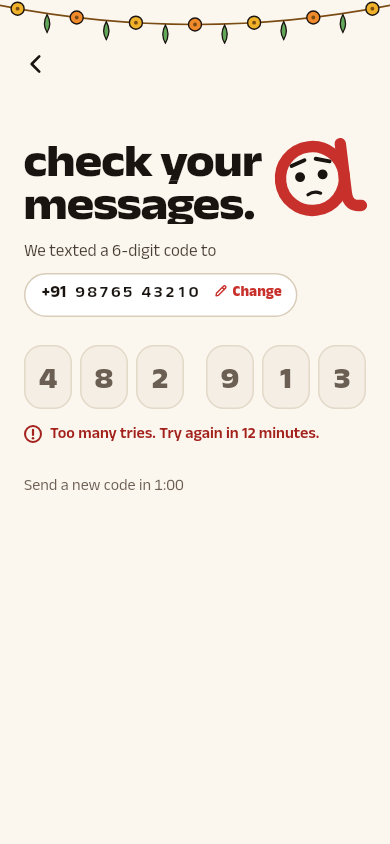 check your
messages.
We texted a 6-digit code to
+91 98765 43210 Change
4 8 2 9 1 3
Too many tries. Try again in 12 minutes.
Send a new code in 1:00